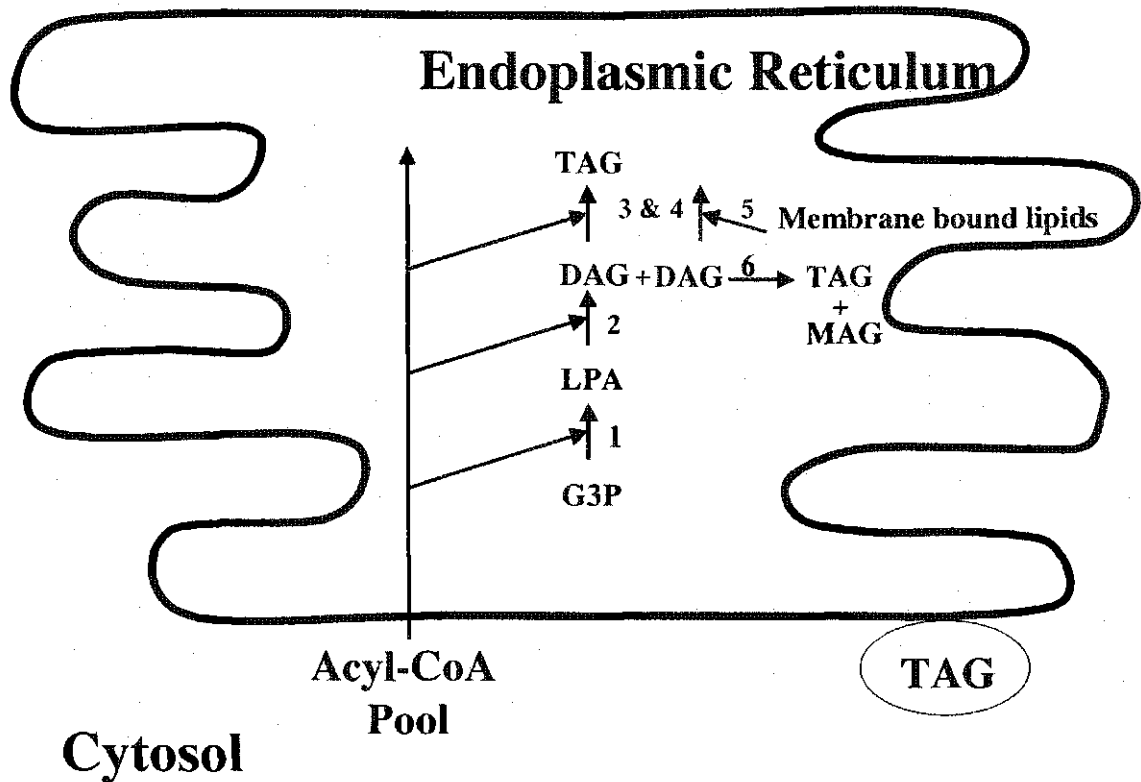 Endoplasmic Reticulum
TAG
3 & 4
5
Membrane bound lipids
DAG + DAG
6
TAG
+
MAG
2
LPA
1
G3P
Acyl-CoA
Pool
TAG
Cytosol